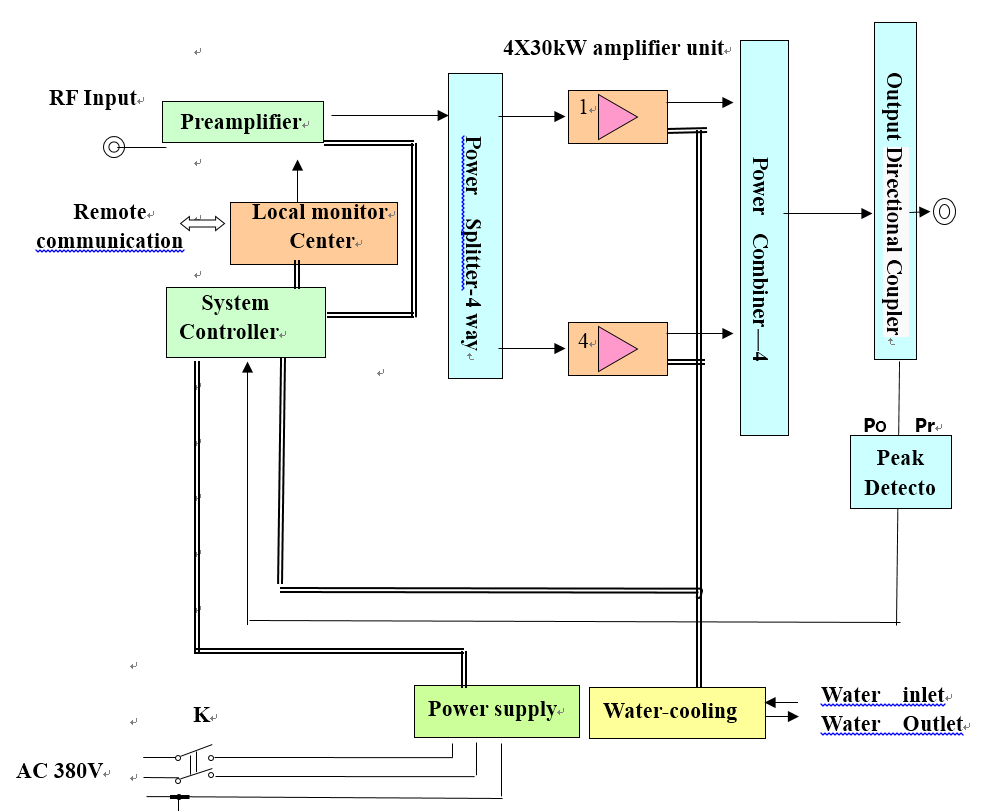 4X30kW amplifier unit
RF Input
Preamplifier
1
Remote
communication
Local monitor
Center
System
Controller
Power Splitter-4 way
4
Power Combiner—4
Output Directional Coupler
Po Pr
Peak
Detecto
Power supply
Water-cooling
Water inlet
Water Outlet
K
AC 380V